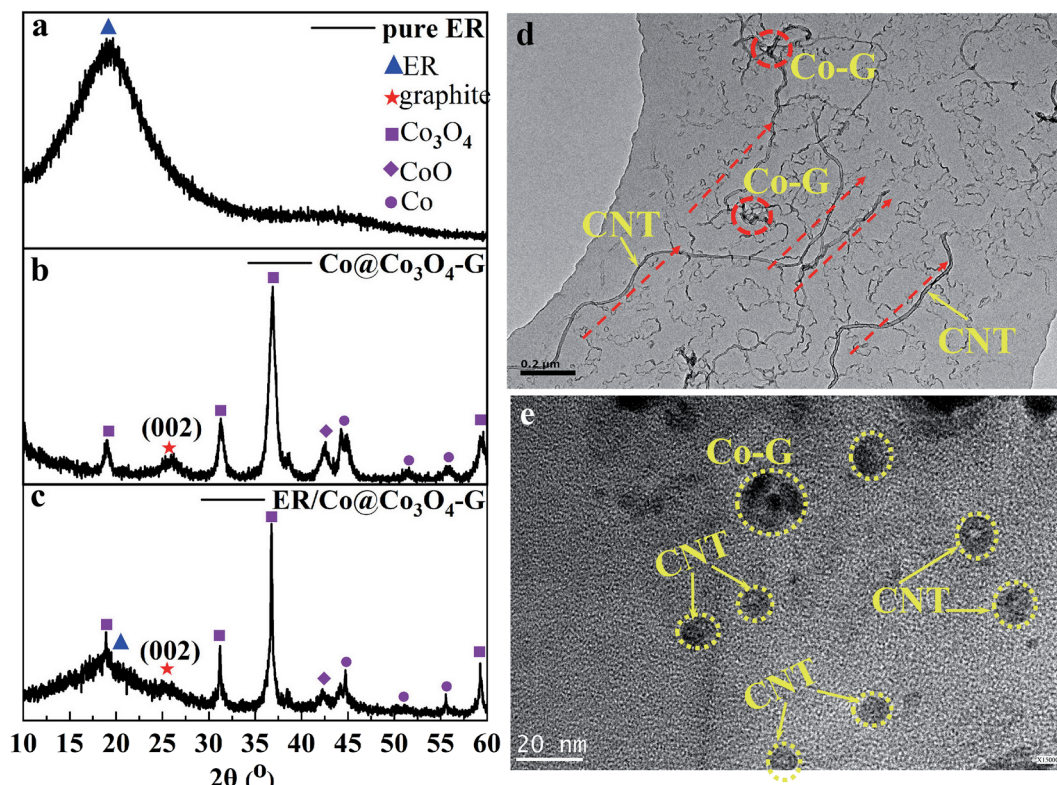 a
pure ER
ER
graphite
Co₃O₄
CoO
Co
b
Co@Co₃O₄-G
(002)
c
ER/Co@Co₃O₄-G
(002)
10 15 20 25 30 35 40 45 50 55 60
2θ (°)
d
Co-G
Co-G
CNT
CNT
0.2 μm
e
Co-G
CNT
CNT
CNT
20 nm
X15000